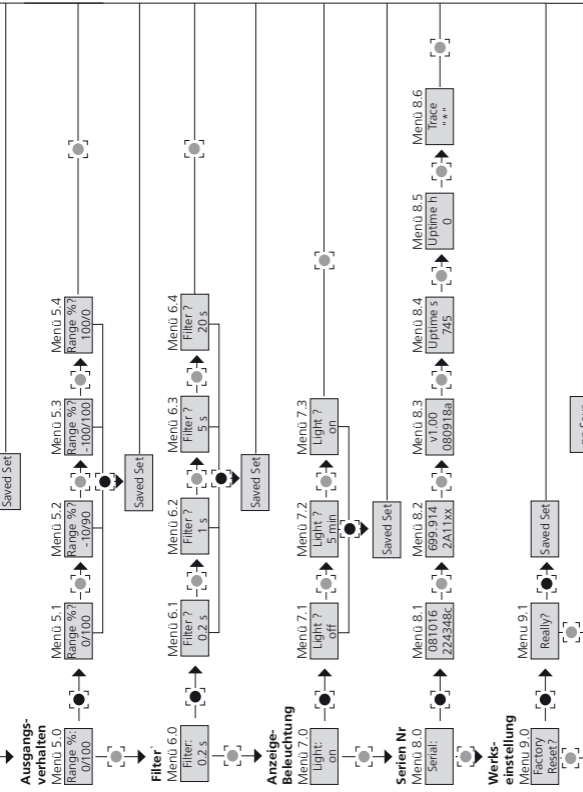 Saved Set
Ausgangs-
verhalten
Menü 5.0
Range %:
0/100
Menü 5.1
Range %?
0/100
Menü 5.2
Range %?
-10/90
Menü 5.3
Range %?
-100/100
Menü 5.4
Range %?
100/0
Saved Set
Filter
Menü 6.0
Filter:
0.2 s
Menü 6.1
Filter ?
0.2 s
Menü 6.2
Filter ?
1 s
Menü 6.3
Filter ?
5 s
Menü 6.4
Filter ?
20 s
Saved Set
Anzeige-
Beleuchtung
Menü 7.0
Light:
on
Menü 7.1
Light ?
off
Menü 7.2
Light ?
5 min
Menü 7.3
Light ?
on
Saved Set
Serien Nr
Menü 8.0
Serial:
Menü 8.1
081016
224348c
Menü 8.2
699.914
2A11xx
Menü 8.3
v1.00
080918a
Menü 8.4
Uptime s
745
Menü 8.5
Uptime h
0
Menü 8.6
Trace
"*"
Werks-
einstellung
Menü 9.0
Factory
Reset?
Menü 9.1
Really?
Saved Set